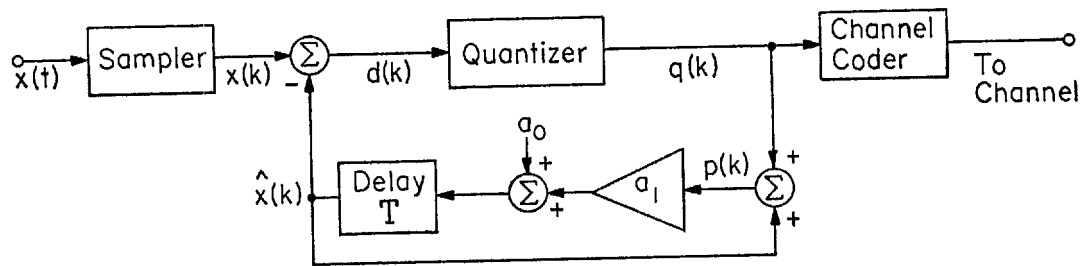 x(t)
Sampler
x(k)
Σ
−
d(k)
Quantizer
q(k)
Channel
Coder
To
Channel
x̂(k)
Delay
T
a₀
+
Σ
+
a₁
p(k)
+
Σ
+